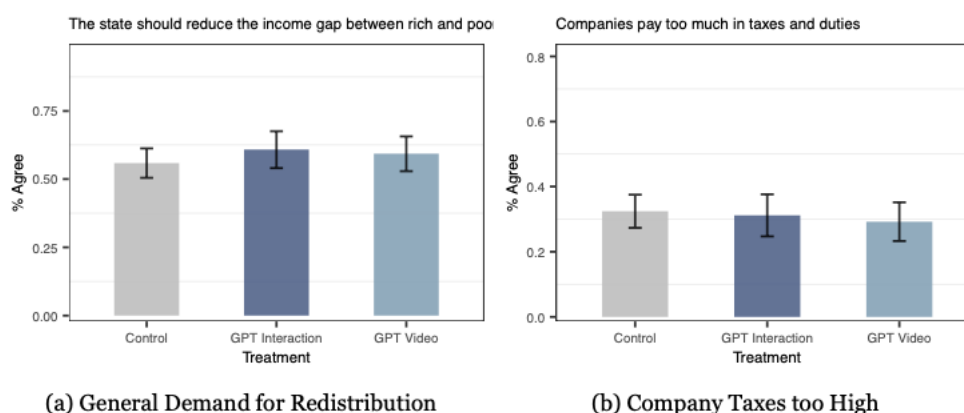 The state should reduce the income gap between rich and poor
Companies pay too much in taxes and duties
% Agree
0.75
0.50
0.25
0.00
Control
GPT Interaction
GPT Video
Treatment
% Agree
0.8
0.6
0.4
0.2
0.0
Control
GPT Interaction
GPT Video
Treatment
(a) General Demand for Redistribution
(b) Company Taxes too High